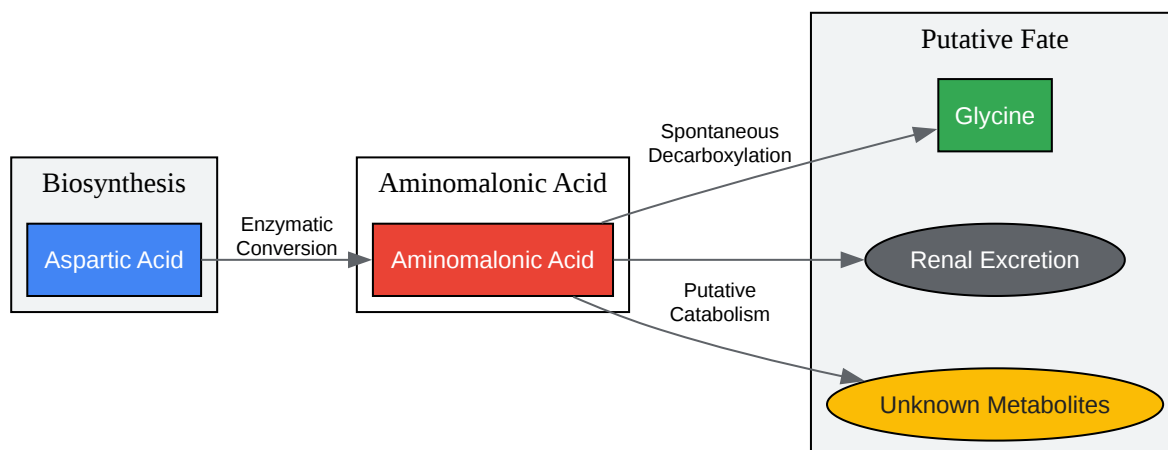 Putative Fate
Glycine
Spontaneous
Decarboxylation
Biosynthesis
Aminomalonic Acid
Enzymatic
Conversion
Aspartic Acid
Aminomalonic Acid
Renal Excretion
Putative
Catabolism
Unknown Metabolites